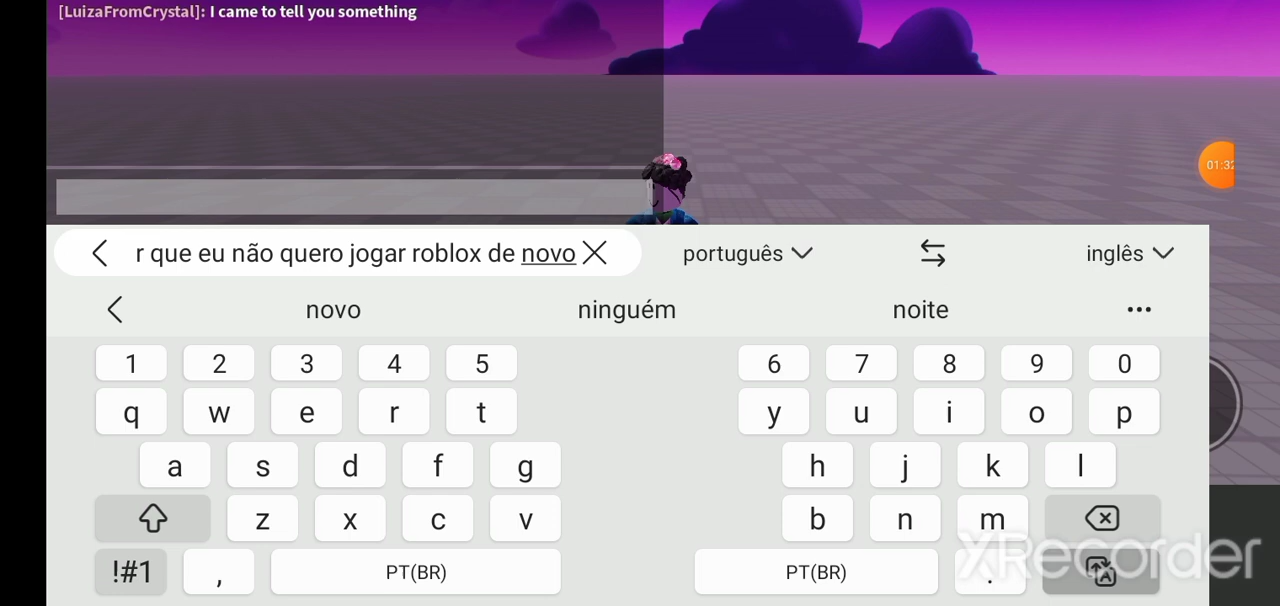 [LuizaFromCrystal]: I came to tell you something
01:32
r que eu não quero jogar roblox de novo
português
inglês
novo ninguém noite
1 2 3 4 5 6 7 8 9 0
q w e r t y u i o p
a s d f g h j k l
z x c v b n m
!#1 , PT(BR) PT(BR) .
XRecorder